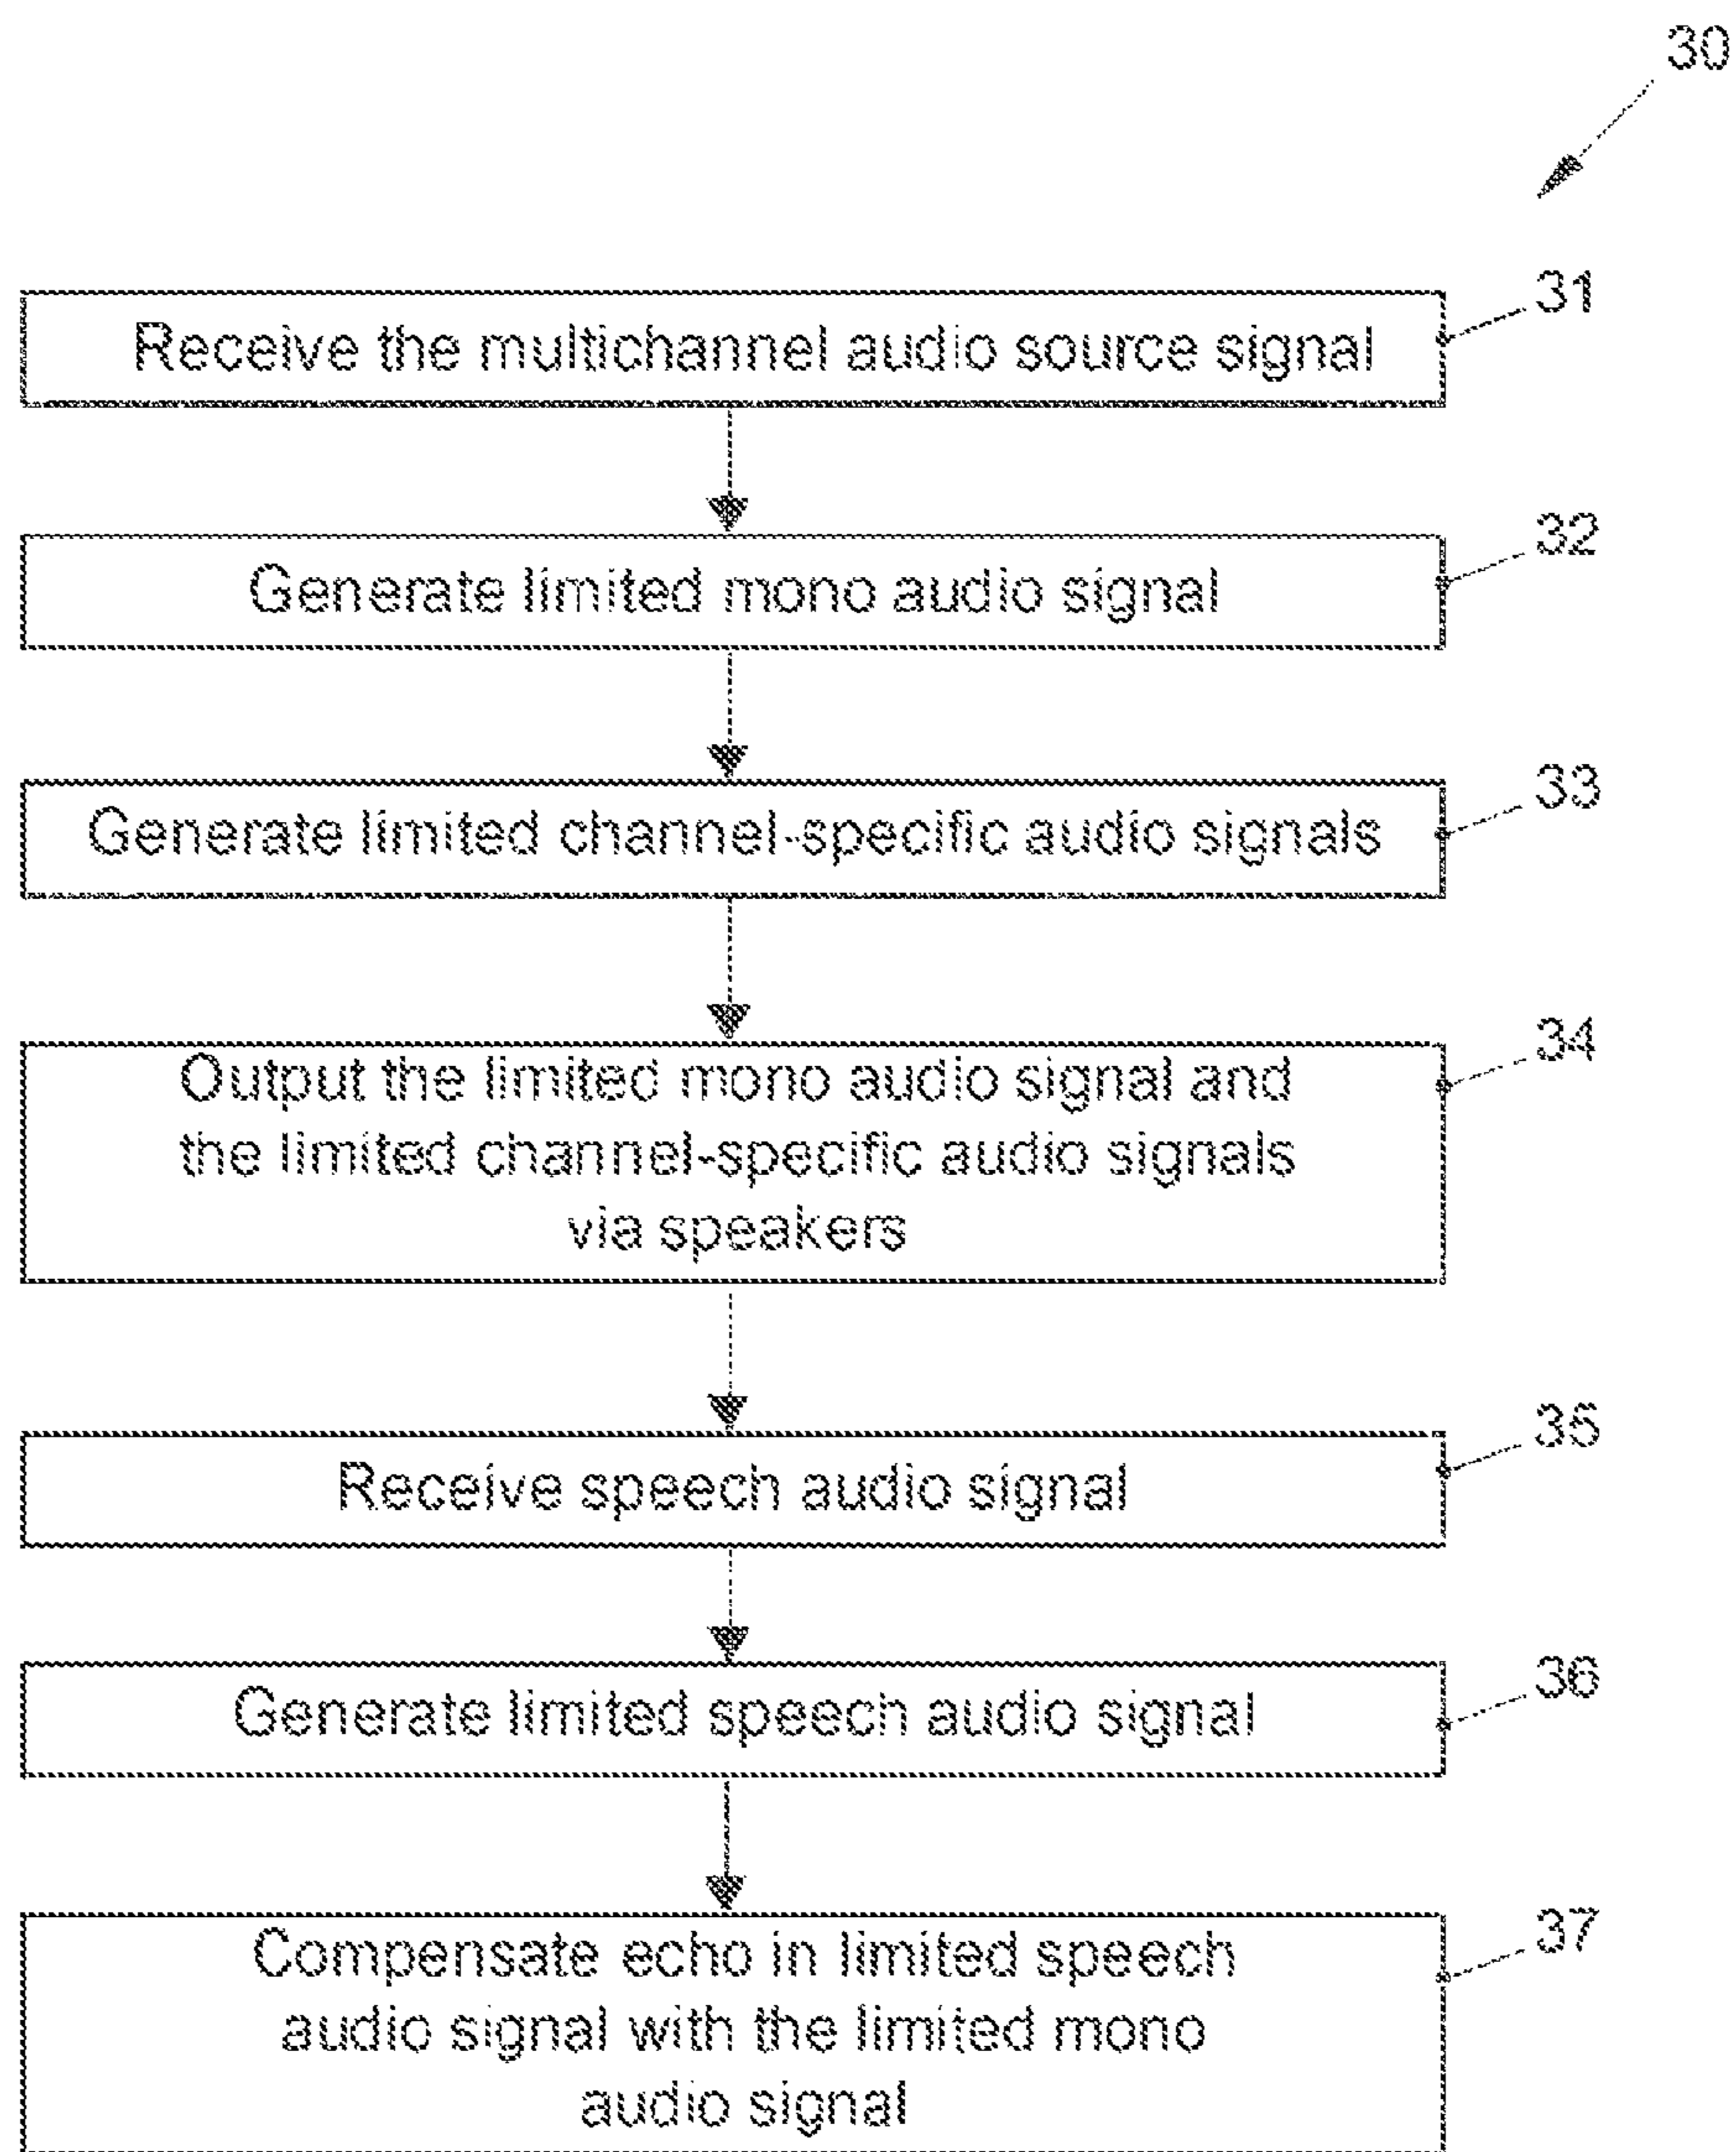 30
Receive the multichannel audio source signal
31
Generate limited mono audio signal
32
Generate limited channel-specific audio signals
33
Output the limited mono audio signal and
the limited channel-specific audio signals
via speakers
34
Receive speech audio signal
35
Generate limited speech audio signal
36
Compensate echo in limited speech
audio signal with the limited mono
audio signal
37